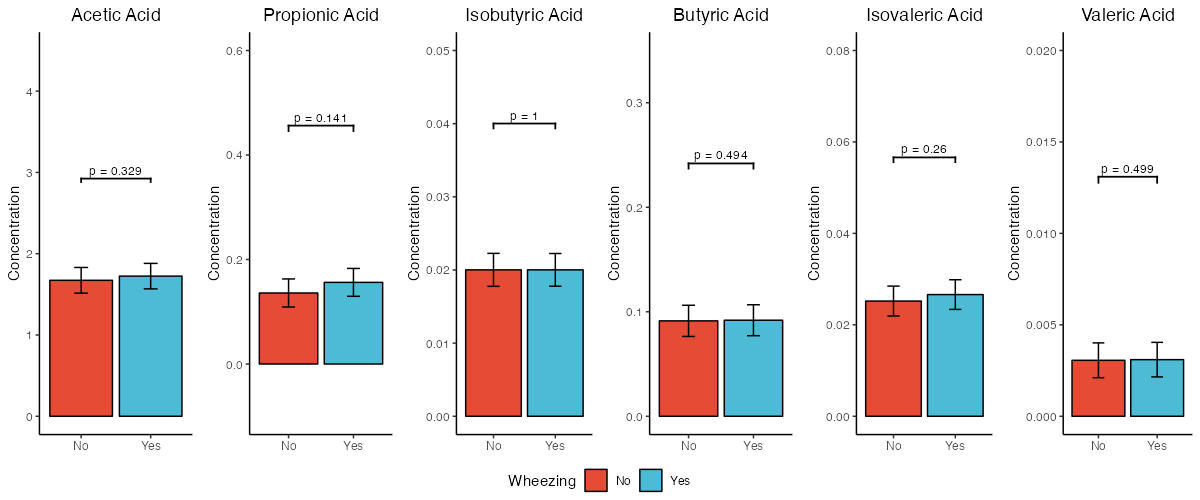 Acetic Acid
Concentration
4
3
2
1
0
p = 0.329
No Yes
Propionic Acid
Concentration
0.6
0.4
0.2
0.0
p = 0.141
No Yes
Isobutyric Acid
Concentration
0.05
0.04
0.03
0.02
0.01
0.00
p = 1
No Yes
Butyric Acid
Concentration
0.3
0.2
0.1
0.0
p = 0.494
No Yes
Isovaleric Acid
Concentration
0.08
0.06
0.04
0.02
0.00
p = 0.26
No Yes
Valeric Acid
Concentration
0.020
0.015
0.010
0.005
0.000
p = 0.499
No Yes
Wheezing No Yes